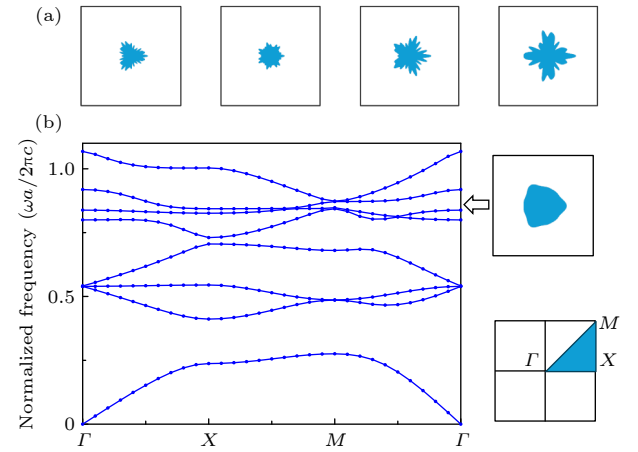 (a)
(b)
Normalized frequency (ωa/2πc)
1.0
0.5
0
Γ X M Γ
M
Γ X